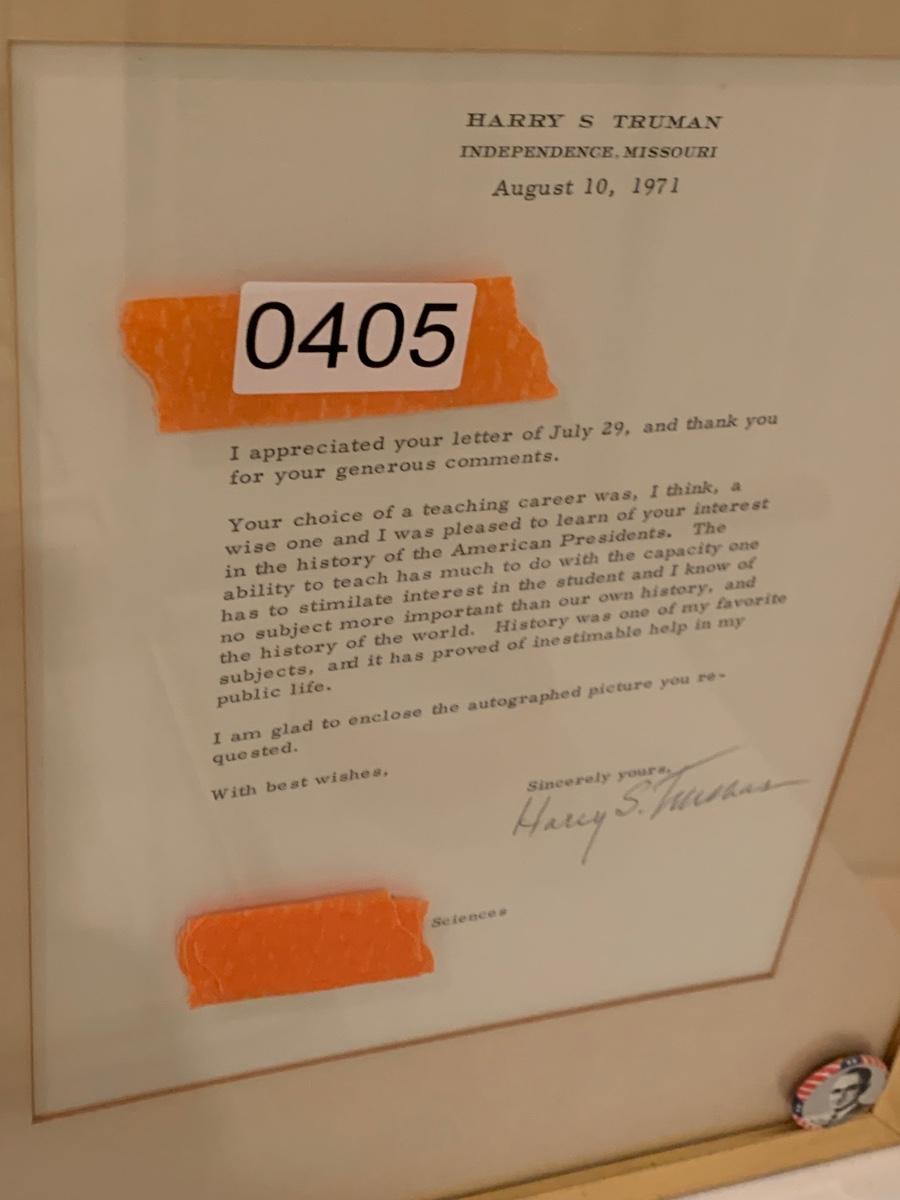 HARRY S TRUMAN
INDEPENDENCE, MISSOURI
August 10, 1971
0405
I appreciated your letter of July 29, and thank you
for your generous comments.
Your choice of a teaching career was, I think, a
wise one and I was pleased to learn of your interest
in the history of the American Presidents. The
ability to teach has much to do with the capacity one
has to stimilate interest in the student and I know of
no subject more important than our own history, and
the history of the world. History was one of my favorite
subjects, and it has proved of inestimable help in my
public life.
I am glad to enclose the autographed picture you re-
quested.
With best wishes,
Sincerely yours,
Harry S. Truman
Sciences